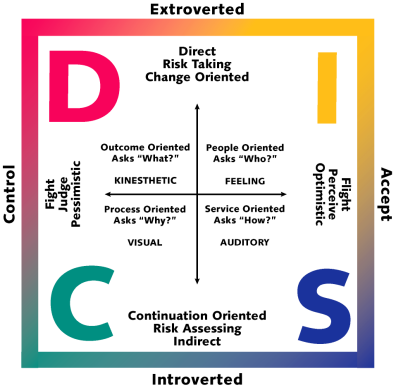 Extroverted
D
Direct
Risk Taking
Change Oriented
I
Outcome Oriented
Asks “What?”
KINESTHETIC
People Oriented
Asks “Who?”
FEELING
Control
Fight
Judge
Pessimistic
Flight
Perceive
Optimistic
Accept
Process Oriented
Asks “Why?”
VISUAL
Service Oriented
Asks “How?”
AUDITORY
C
Continuation Oriented
Risk Assessing
Indirect
S
Introverted